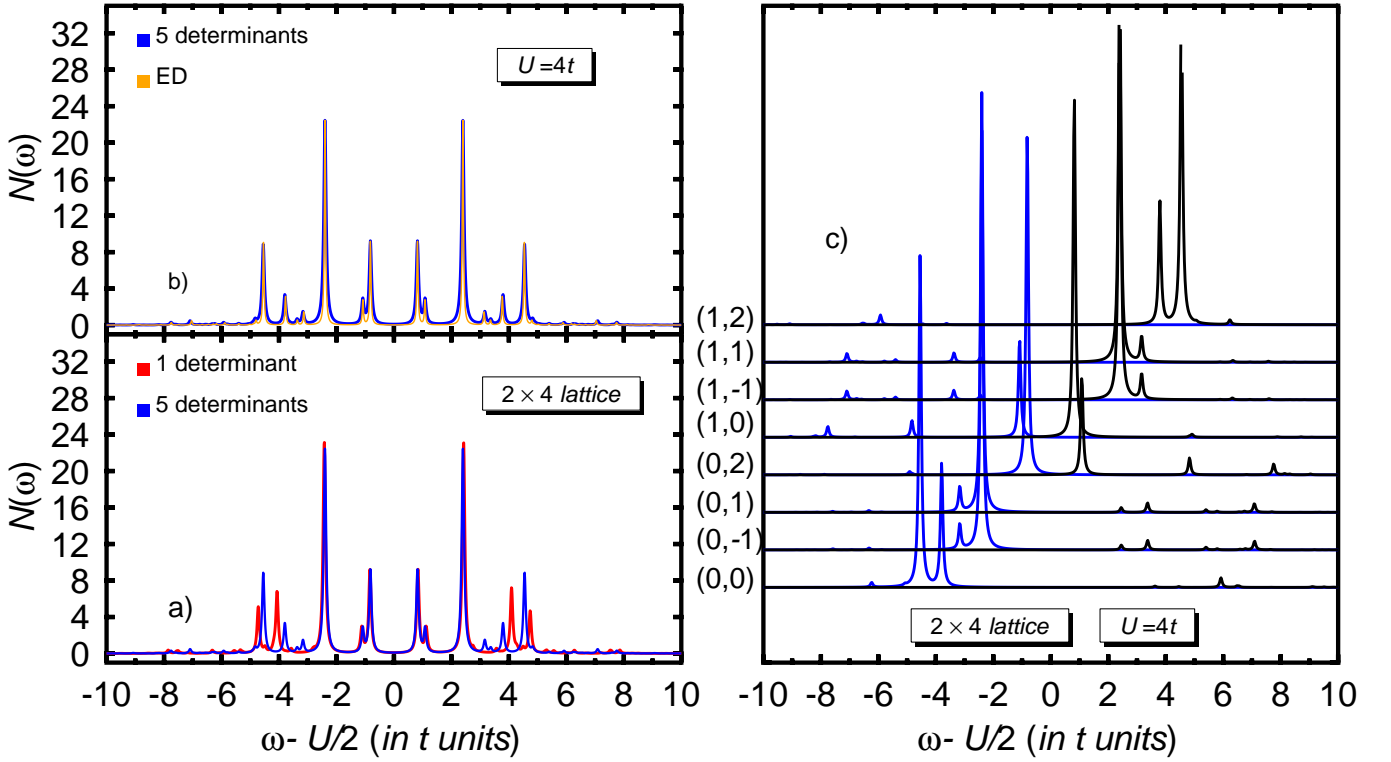 32
28
24
20
16
12
8
4
0
N(ω)
5 determinants
ED
U =4t
b)
32
28
24
20
16
12
8
4
0
N(ω)
1 determinant
5 determinants
2 × 4 lattice
a)
-10 -8 -6 -4 -2 0 2 4 6 8 10
ω- U/2 (in t units)
c)
(1,2)
(1,1)
(1,-1)
(1,0)
(0,2)
(0,1)
(0,-1)
(0,0)
2 × 4 lattice U=4t
-10 -8 -6 -4 -2 0 2 4 6 8 10
ω- U/2 (in t units)